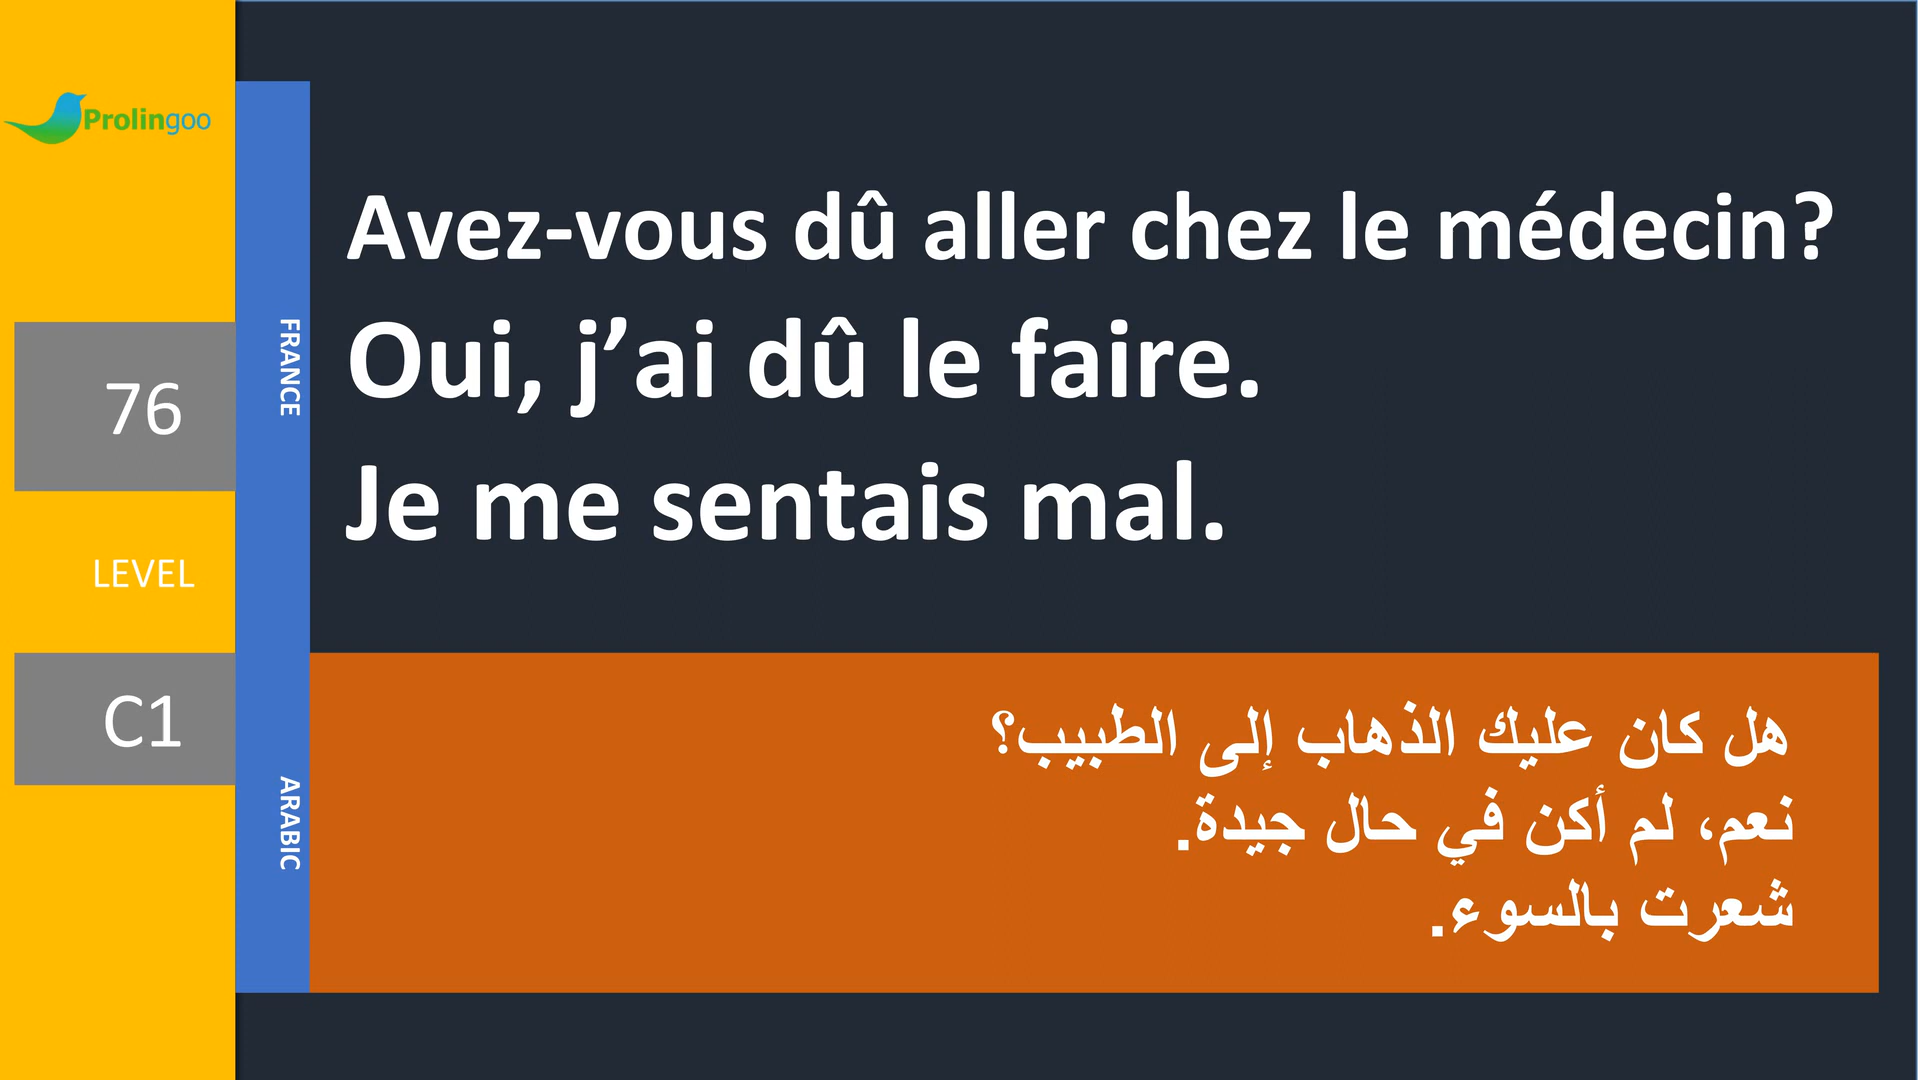 Prolingoo
76
LEVEL
C1
FRANCE
ARABIC
Avez-vous dû aller chez le médecin?
Oui, j’ai dû le faire.
Je me sentais mal.
هل كان عليك الذهاب إلى الطبيب؟
نعم، لم أكن في حال جيدة.
شعرت بالسوء.